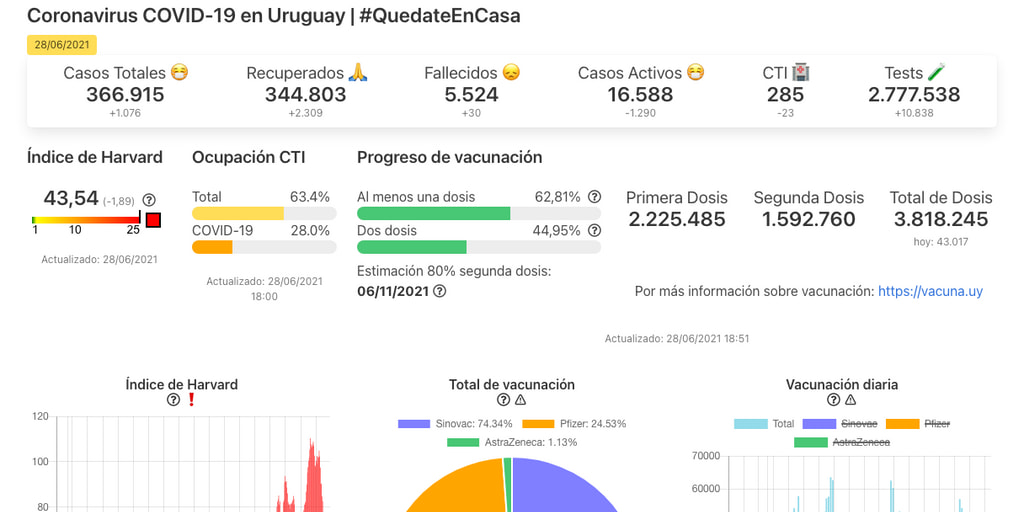 Coronavirus COVID-19 en Uruguay | #QuedateEnCasa
28/06/2021
Casos Totales 😷 Recuperados 🙏 Fallecidos 😞 Casos Activos 😷 CTI 🏥 Tests 🧪
366.915 344.803 5.524 16.588 285 2.777.538
+1.076 +2.309 +30 -1.290 -23 +10.838
Índice de Harvard Ocupación CTI Progreso de vacunación
43,54 (-1,89) ?
1 10 25
Actualizado: 28/06/2021
Total 63.4%
COVID-19 28.0%
Actualizado: 28/06/2021
18:00
Al menos una dosis 62,81% ?
Dos dosis 44,95% ?
Estimación 80% segunda dosis:
06/11/2021 ?
Primera Dosis Segunda Dosis Total de Dosis
2.225.485 1.592.760 3.818.245
hoy: 43.017
Por más información sobre vacunación: https://vacuna.uy
Actualizado: 28/06/2021 18:51
Índice de Harvard
? ❗
120
100
80
Total de vacunación
? ⚠
Sinovac: 74.34% Pfizer: 24.53%
AstraZeneca: 1.13%
Vacunación diaria
? ⚠
Total Sinovac Pfizer
AstraZeneca
70000
60000